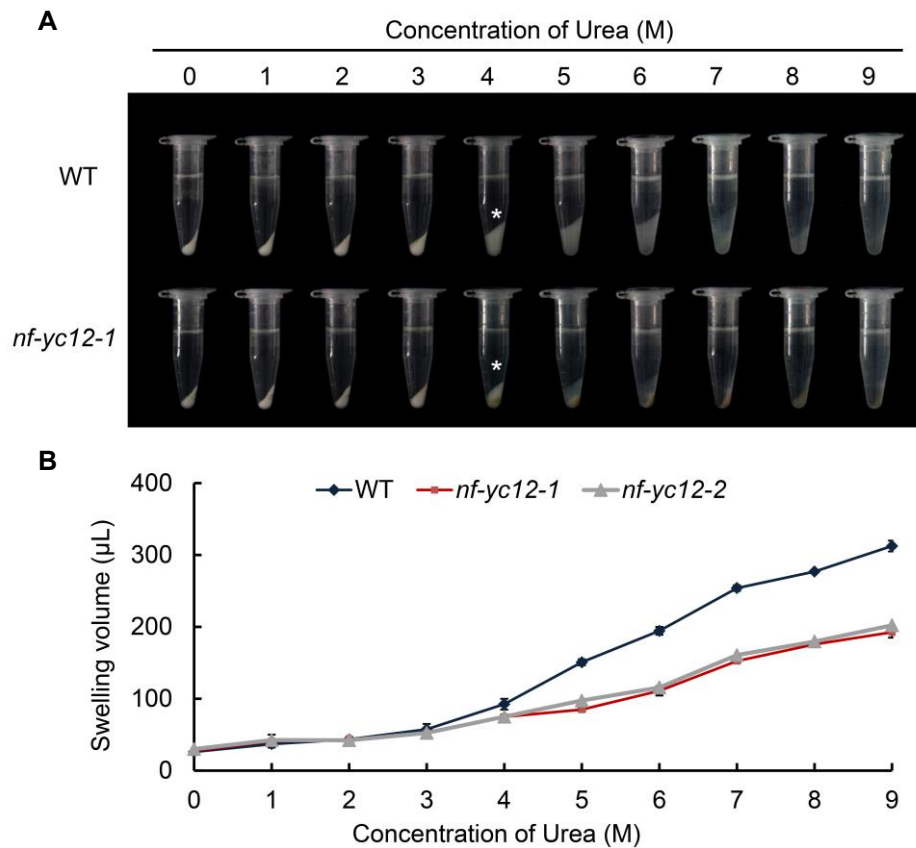 A
Concentration of Urea (M)
0 1 2 3 4 5 6 7 8 9
WT
*
nf-yc12-1
*
B
WT nf-yc12-1 nf-yc12-2
400
300
200
100
0
Swelling volume (µL)
0 1 2 3 4 5 6 7 8 9
Concentration of Urea (M)